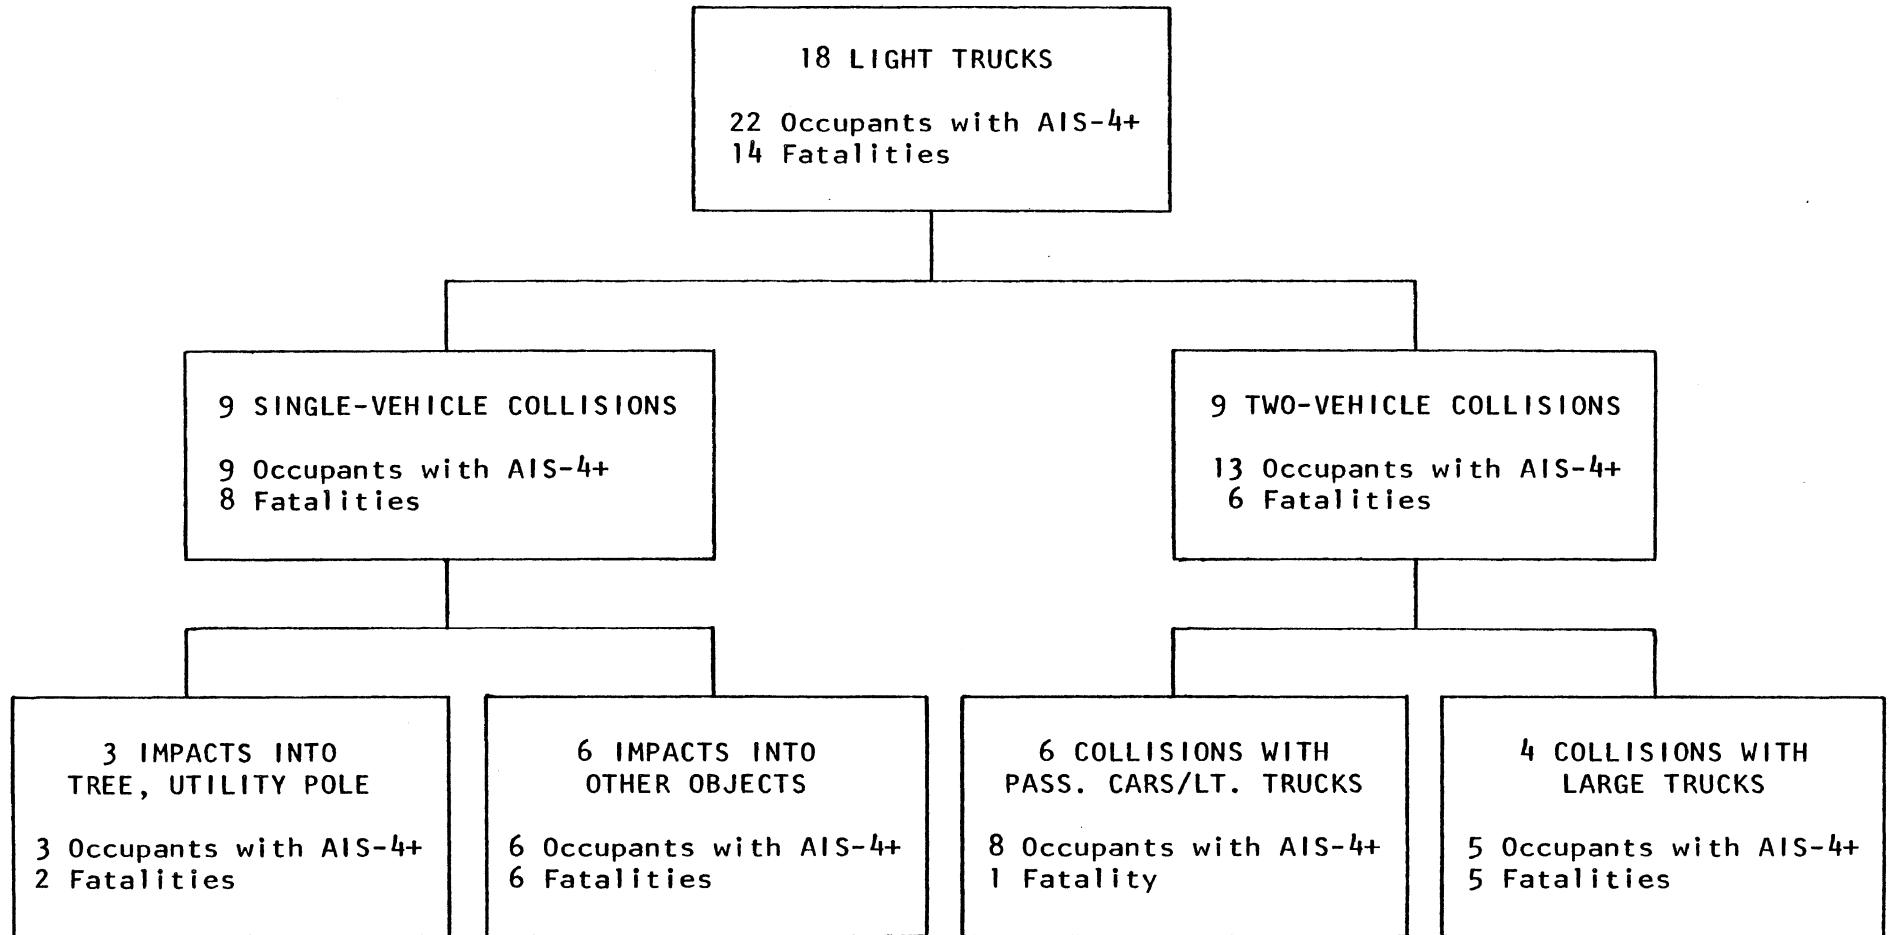 18 LIGHT TRUCKS
22 Occupants with AIS-4+
14 Fatalities
9 SINGLE-VEHICLE COLLISIONS
9 Occupants with AIS-4+
8 Fatalities
9 TWO-VEHICLE COLLISIONS
13 Occupants with AIS-4+
6 Fatalities
3 IMPACTS INTO
TREE, UTILITY POLE
3 Occupants with AIS-4+
2 Fatalities
6 IMPACTS INTO
OTHER OBJECTS
6 Occupants with AIS-4+
6 Fatalities
6 COLLISIONS WITH
PASS. CARS/LT. TRUCKS
8 Occupants with AIS-4+
1 Fatality
4 COLLISIONS WITH
LARGE TRUCKS
5 Occupants with AIS-4+
5 Fatalities